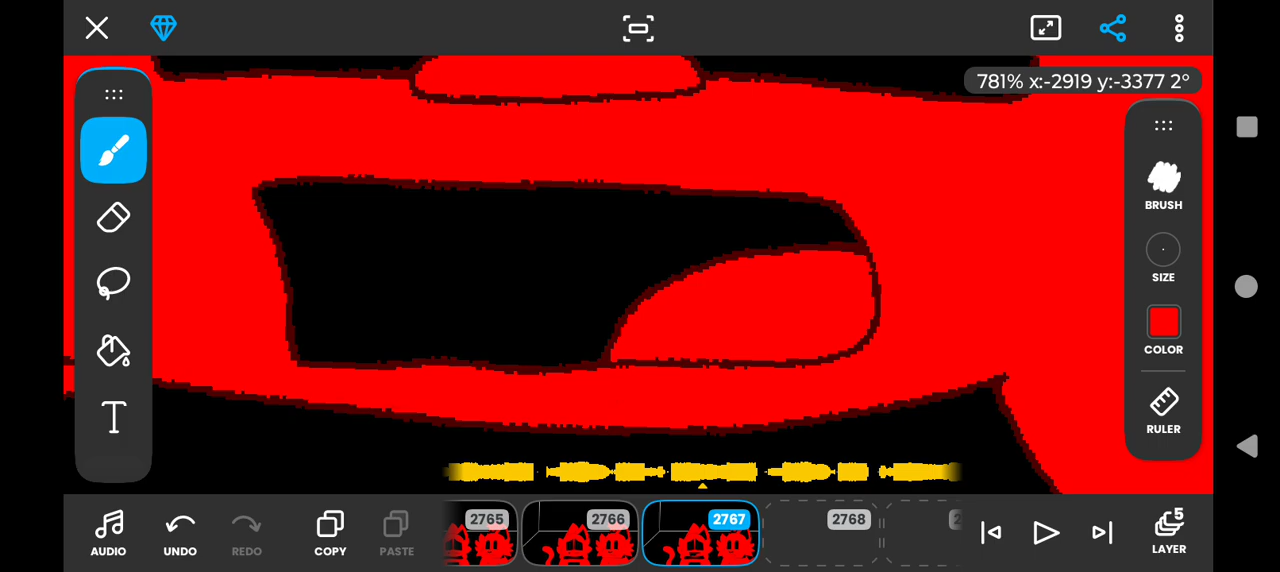 781% x:-2919 y:-3377 2°
BRUSH
SIZE
COLOR
RULER
T
2765
2766
2767
2768
AUDIO
UNDO
REDO
COPY
PASTE
5
LAYER